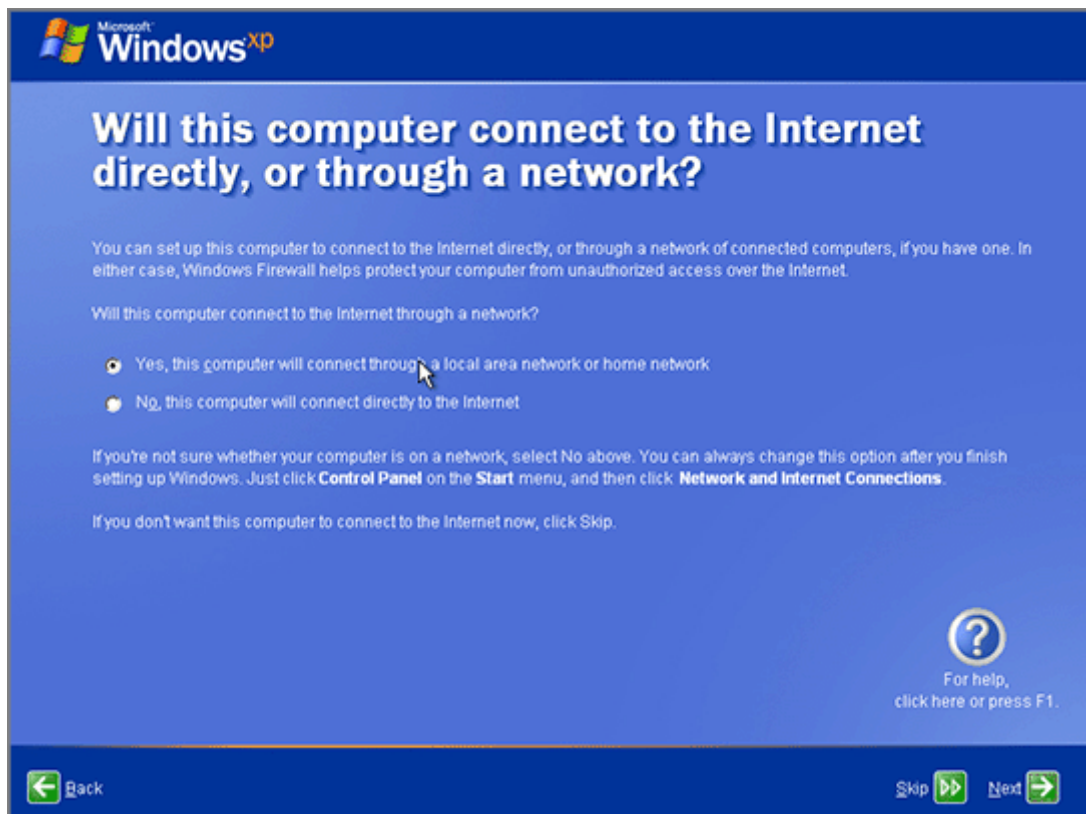 Microsoft
Windows xp
Will this computer connect to the Internet
directly, or through a network?
You can set up this computer to connect to the Internet directly, or through a network of connected computers, if you have one. In
either case, Windows Firewall helps protect your computer from unauthorized access over the Internet.
Will this computer connect to the Internet through a network?
Yes, this computer will connect through a local area network or home network
No, this computer will connect directly to the Internet
If you're not sure whether your computer is on a network, select No above. You can always change this option after you finish
setting up Windows. Just click Control Panel on the Start menu, and then click Network and Internet Connections.
If you don't want this computer to connect to the Internet now, click Skip.
For help,
click here or press F1.
Back
Skip
Next